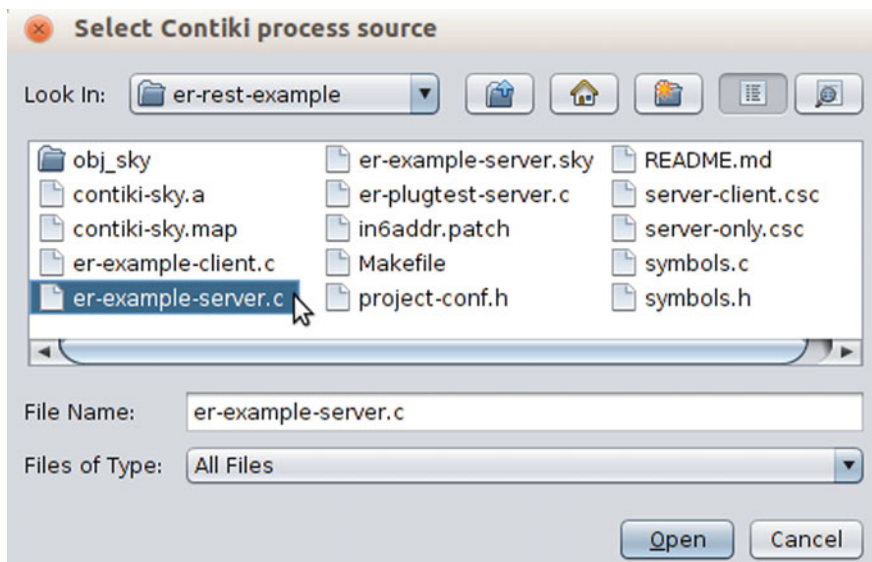 Select Contiki process source
Look In: er-rest-example
obj_sky er-example-server.sky README.md
contiki-sky.a er-plugtest-server.c server-client.csc
contiki-sky.map in6addr.patch server-only.csc
er-example-client.c Makefile symbols.c
er-example-server.c project-conf.h symbols.h
File Name: er-example-server.c
Files of Type: All Files
Open Cancel